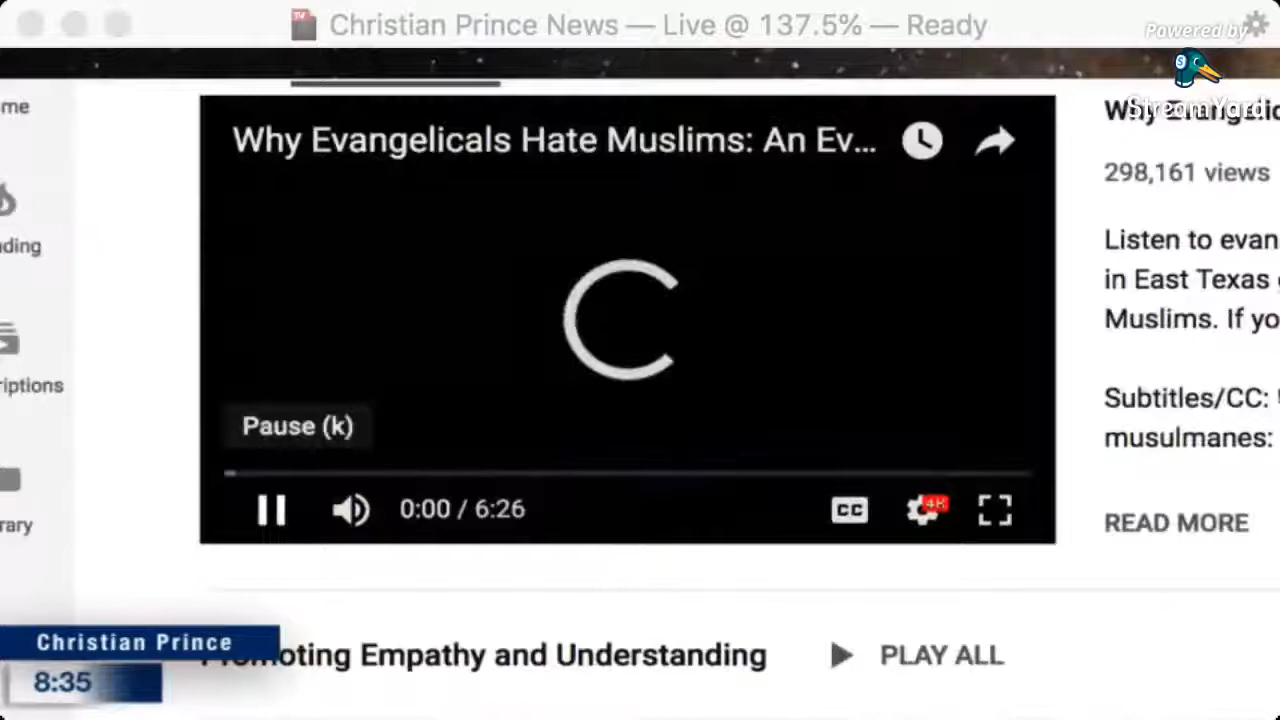 Christian Prince News — Live @ 137.5% — Ready
Powered by
StreamYard
me
Why Evangelicals Hate Muslims: An Ev...
298,161 views
ding
Listen to evan
in East Texas
Muslims. If yo
riptions
Subtitles/CC:
musulmanes:
Pause (k)
0:00 / 6:26
CC
4K
READ MORE
rary
Christian Prince
8:35
Promoting Empathy and Understanding
PLAY ALL